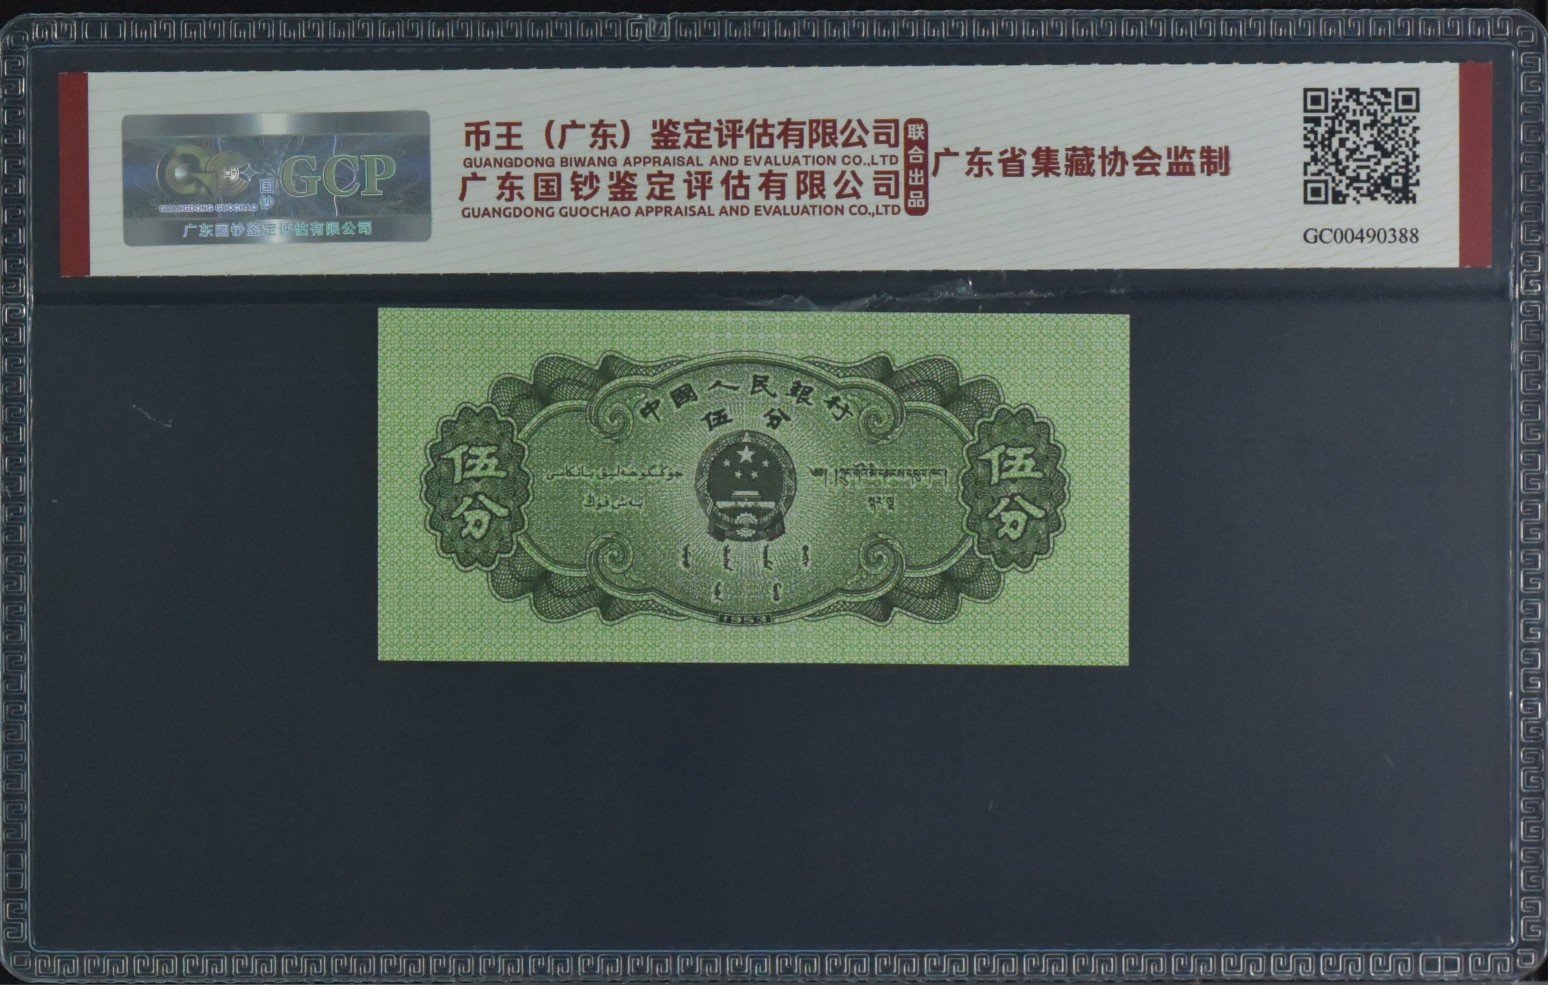 币王（广东）鉴定评估有限公司
GUANGDONG BIWANG APPRAISAL AND EVALUATION CO.,LTD
广东国钞鉴定评估有限公司
GUANGDONG GUOCHAO APPRAISAL AND EVALUATION CO.,LTD
联合出品
广东省集藏协会监制
GCP
国钞
GUANGDONG GUOCHAO
广东国钞鉴定评估有限公司
GC00490388
中國人民銀行
伍分
伍分
伍分
1953